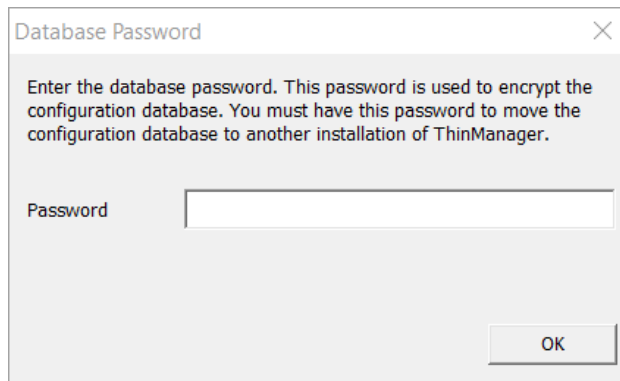 Database Password
Enter the database password. This password is used to encrypt the
configuration database. You must have this password to move the
configuration database to another installation of ThinManager.
Password
OK